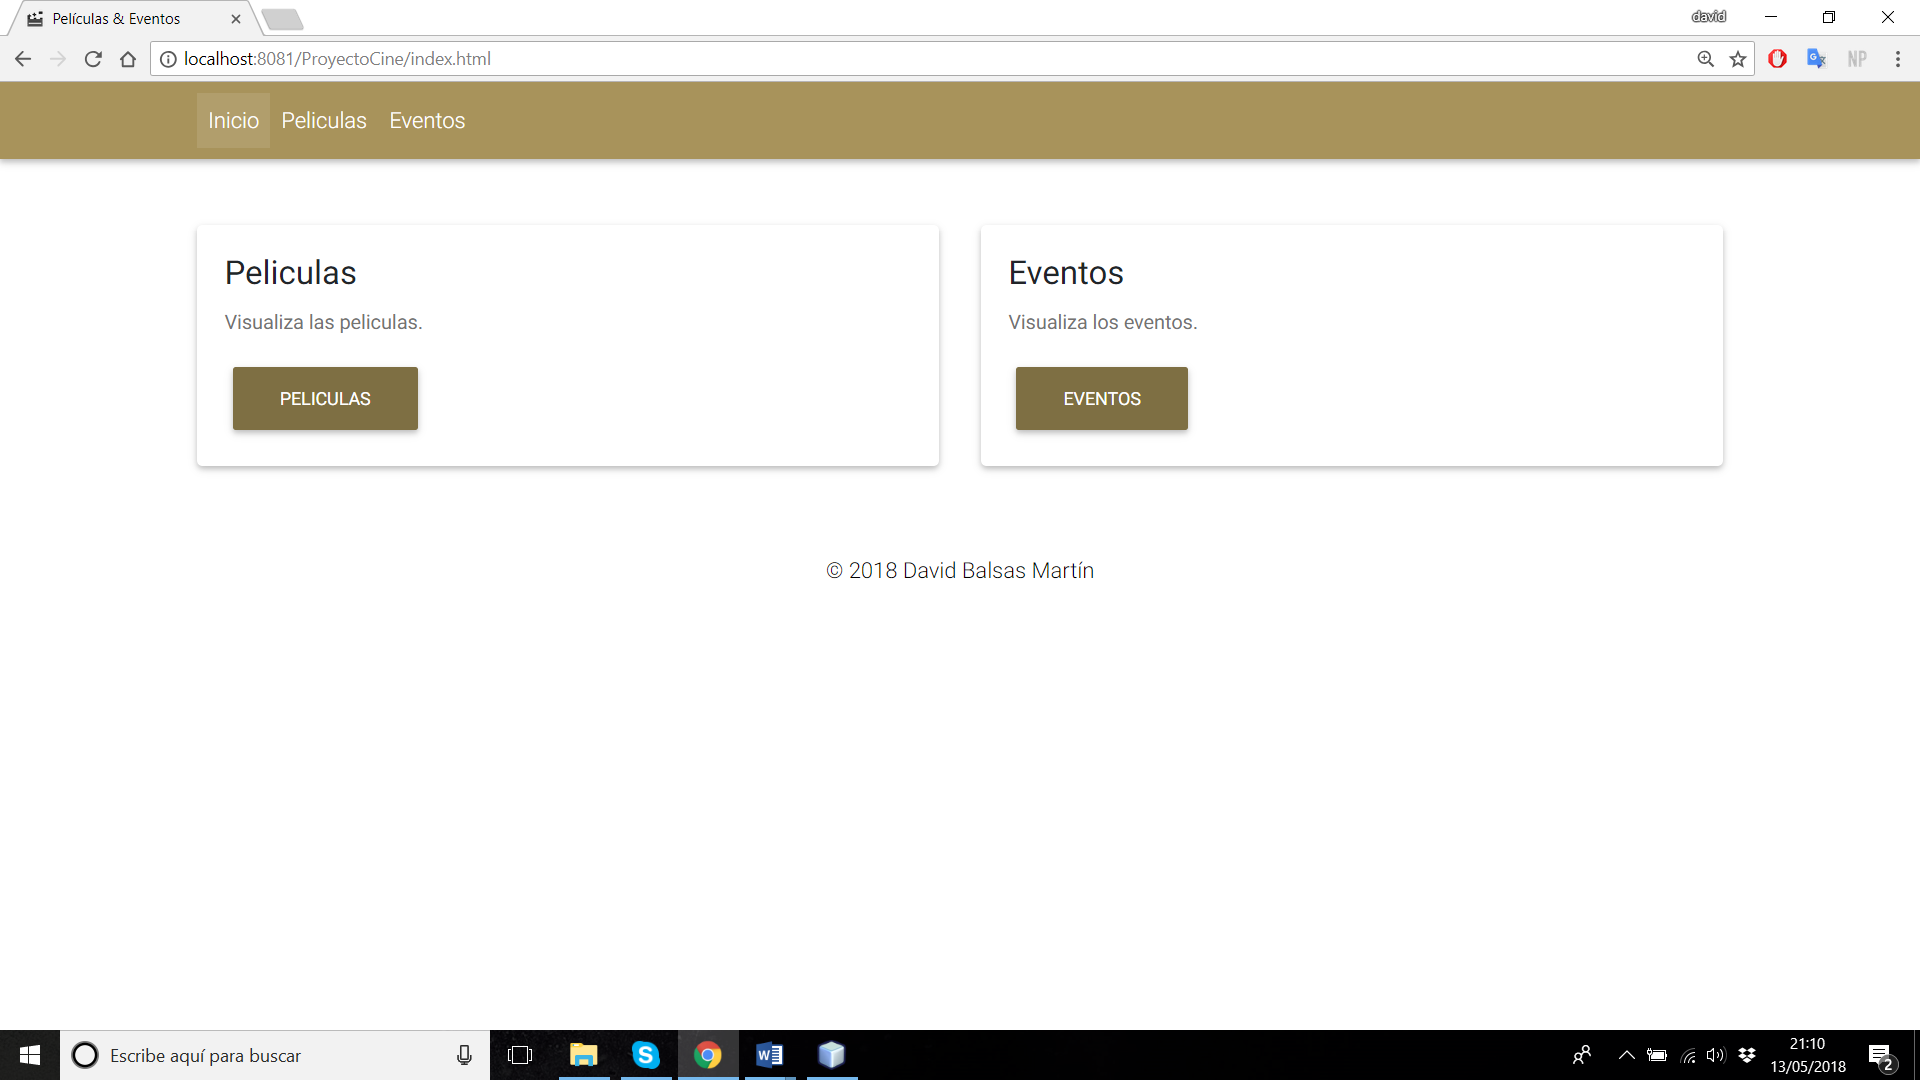 Películas & Eventos
david
localhost:8081/ProyectoCine/index.html
NP
Inicio Peliculas Eventos
Peliculas
Visualiza las peliculas.
PELICULAS
Eventos
Visualiza los eventos.
EVENTOS
© 2018 David Balsas Martín
Escribe aquí para buscar
21:10
13/05/2018
2